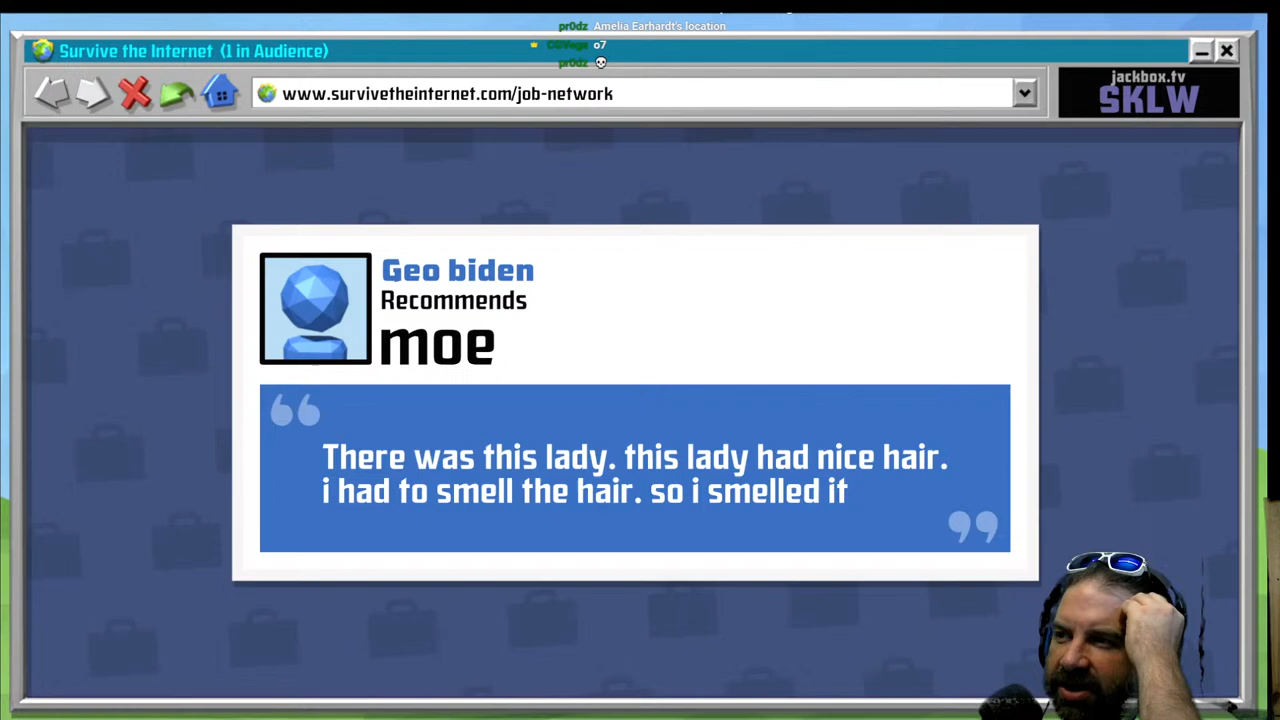 pr0dz Amelia Earhardt's location
o7
pr0dz
Survive the Internet (1 in Audience)
www.survivetheinternet.com/job-network
jackbox.tv
SKLW
Geo biden
Recommends
moe
There was this lady. this lady had nice hair.
i had to smell the hair. so i smelled it